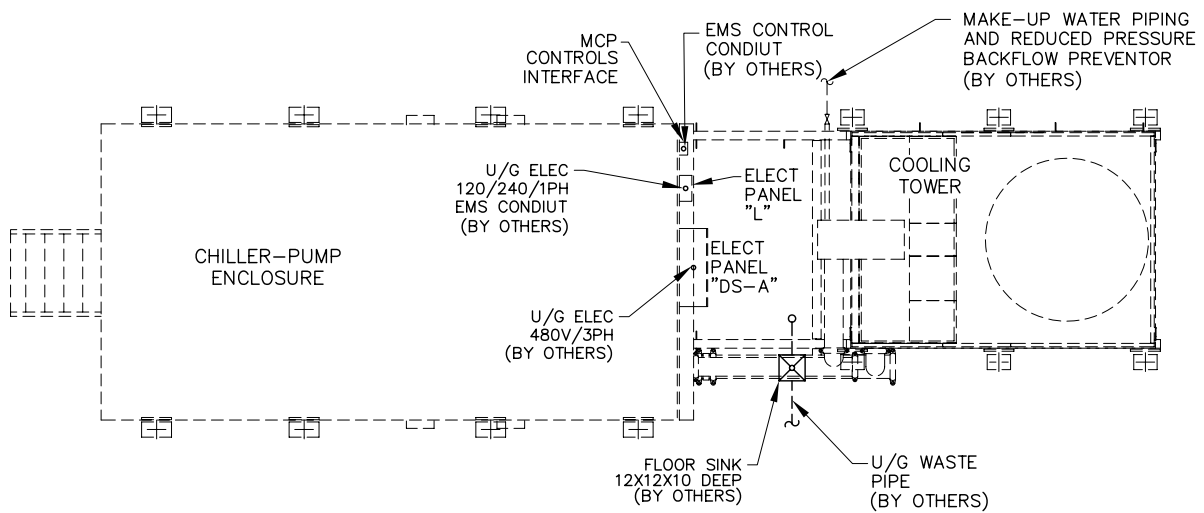 MCP
CONTROLS
INTERFACE
EMS CONTROL
CONDIUT
(BY OTHERS)
MAKE-UP WATER PIPING
AND REDUCED PRESSURE
BACKFLOW PREVENTOR
(BY OTHERS)
U/G ELEC
120/240/1PH
EMS CONDIUT
(BY OTHERS)
ELECT
PANEL
"L"
COOLING
TOWER
CHILLER-PUMP
ENCLOSURE
ELECT
PANEL
"DS-A"
U/G ELEC
480V/3PH
(BY OTHERS)
FLOOR SINK
12X12X10 DEEP
(BY OTHERS)
U/G WASTE
PIPE
(BY OTHERS)